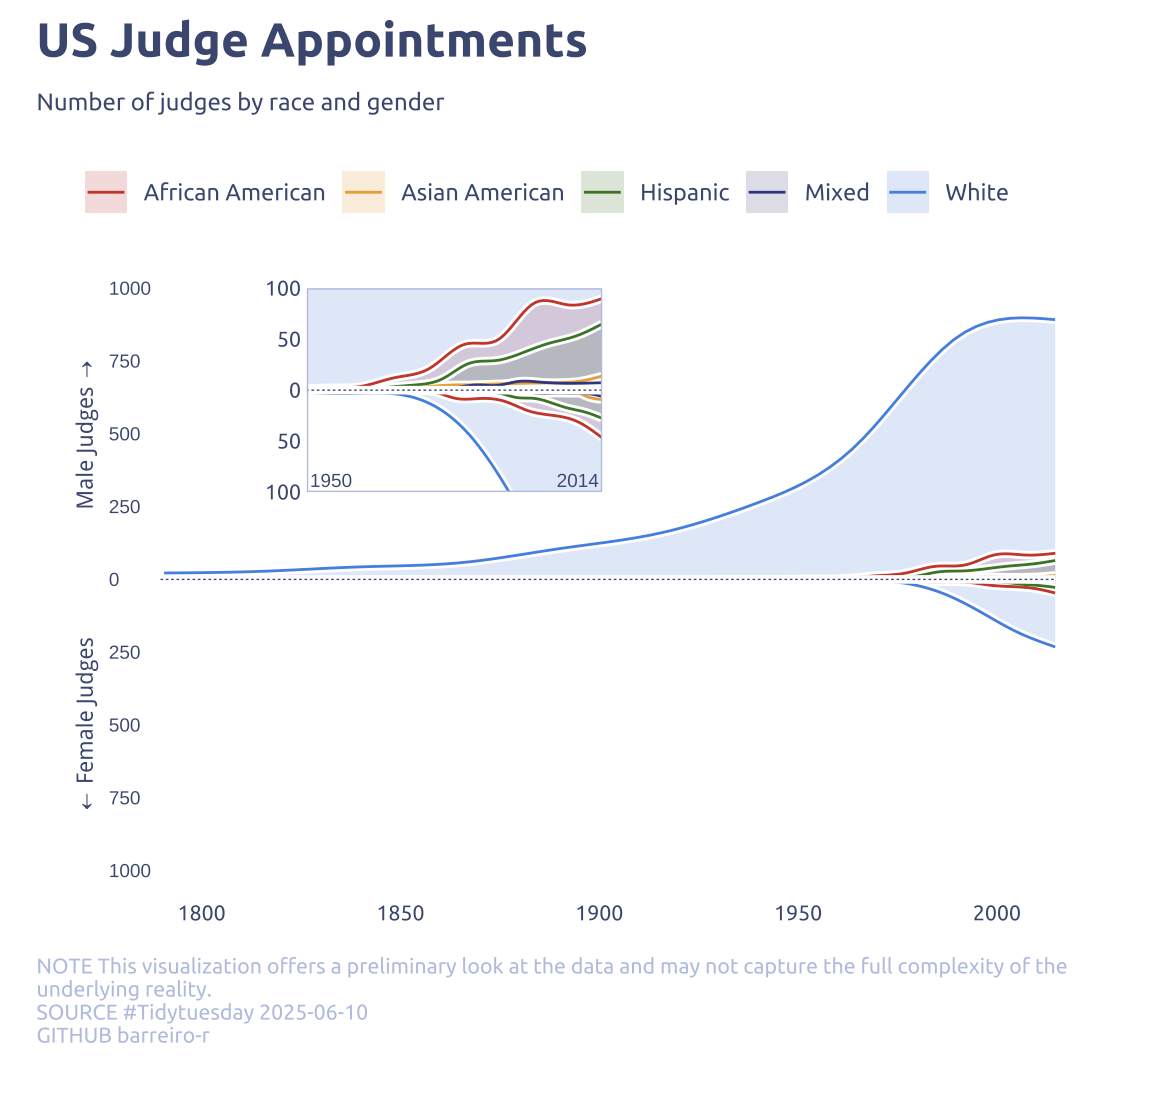 US Judge Appointments
Number of judges by race and gender
African American
Asian American
Hispanic
Mixed
White
1000
750
500
250
0
250
500
750
1000
Male Judges →
← Female Judges
100
50
0
50
100
1950
2014
1800
1850
1900
1950
2000
NOTE This visualization offers a preliminary look at the data and may not capture the full complexity of the
underlying reality.
SOURCE #Tidytuesday 2025-06-10
GITHUB barreiro-r